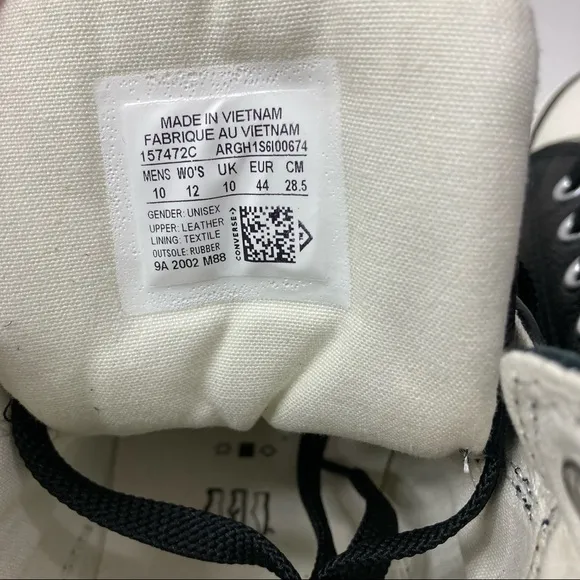 MADE IN VIETNAM
FABRIQUE AU VIETNAM
157472C ARGH1S6I00674
MENS WO'S UK EUR CM
10 12 10 44 28.5
GENDER: UNISEX
UPPER: LEATHER
LINING: TEXTILE
OUTSOLE: RUBBER
9A 2002 M88
CONVERSE